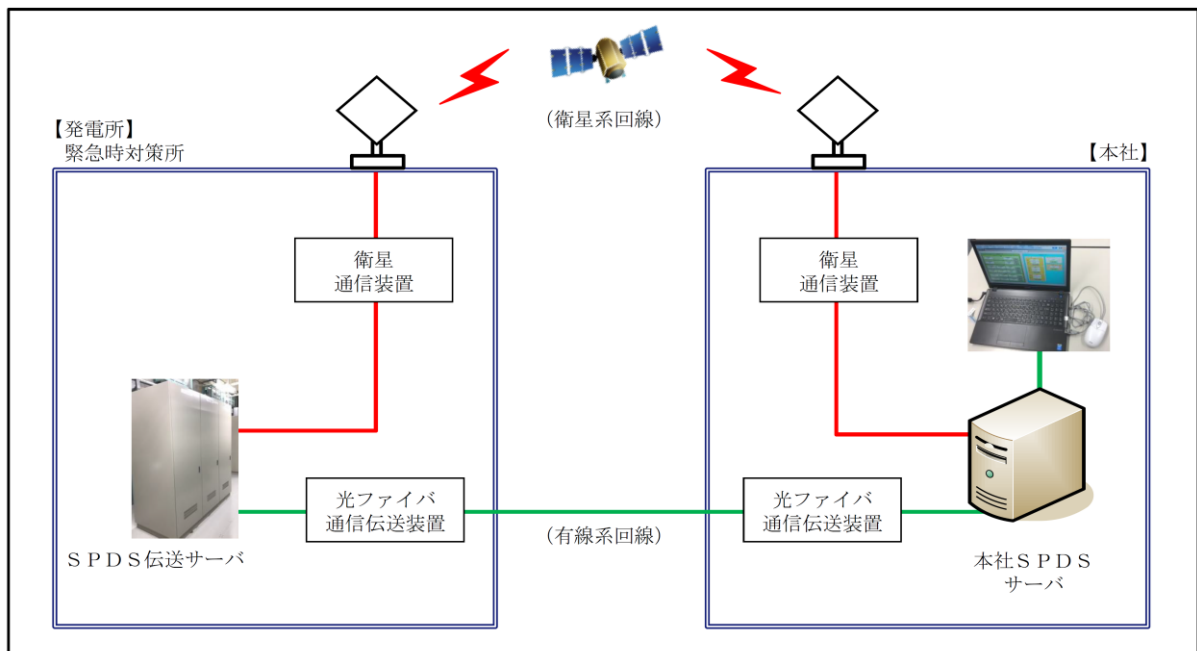 【発電所】
緊急時対策所
（衛星系回線）
【本社】
衛星
通信装置
衛星
通信装置
光ファイバ
通信伝送装置
（有線系回線）
光ファイバ
通信伝送装置
ＳＰＤＳ伝送サーバ
本社ＳＰＤＳ
サーバ